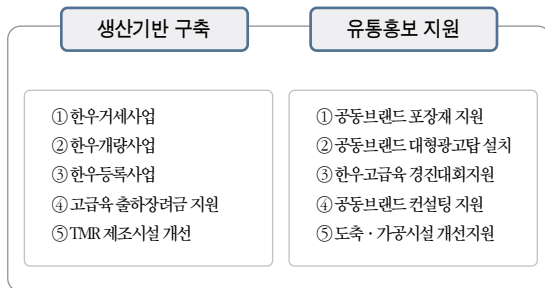 생산기반 구축
① 한우거세사업
② 한우개량사업
③ 한우등록사업
④ 고급육 출하장려금 지원
⑤ TMR 제조시설 개선
유통홍보 지원
① 공동브랜드 포장재 지원
② 공동브랜드 대형광고탑 설치
③ 한우고급육 경진대회지원
④ 공동브랜드 컨설팅 지원
⑤ 도축 · 가공시설 개선지원